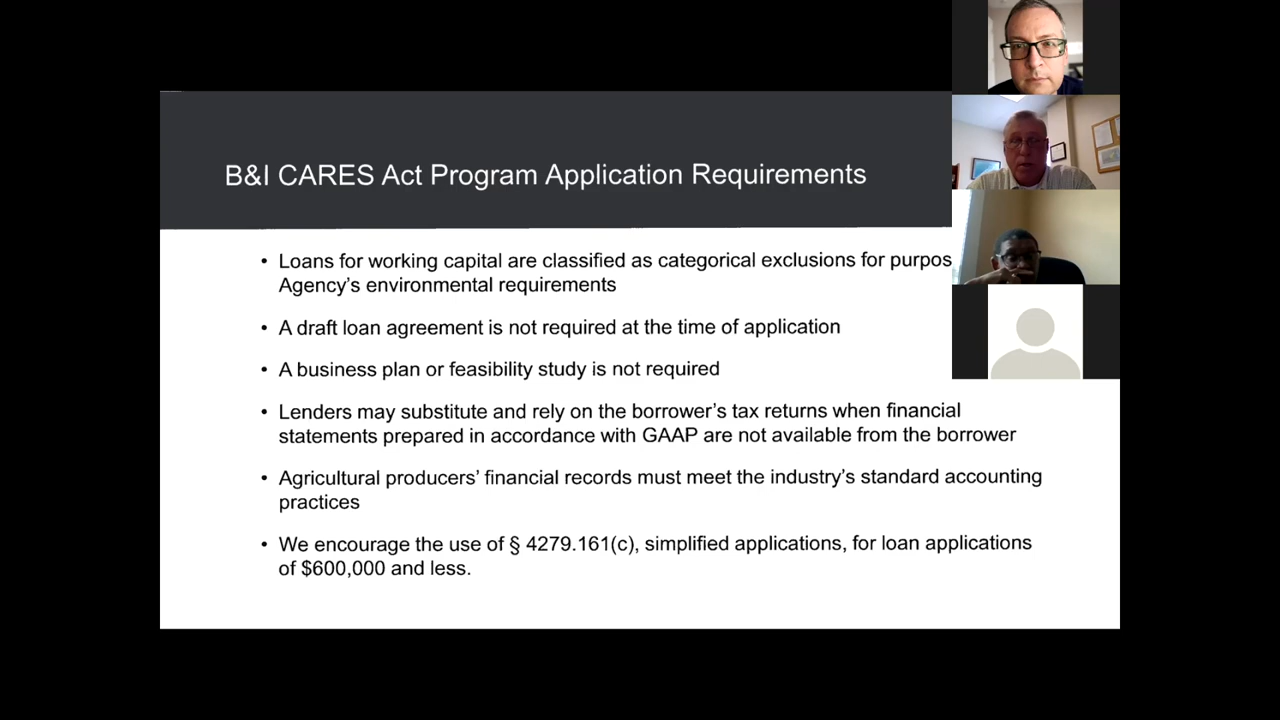 B&I CARES Act Program Application Requirements
• Loans for working capital are classified as categorical exclusions for
Agency's environmental requirements
• A draft loan agreement is not required at the time of application
• A business plan or feasibility study is not required
• Lenders may substitute and rely on the borrower's tax returns when financial
statements prepared in accordance with GAAP are not available from the borrower
• Agricultural producers' financial records must meet the industry's standard accounting
practices
• We encourage the use of § 4279.161(c), simplified applications, for loan applications
of $600,000 and less.